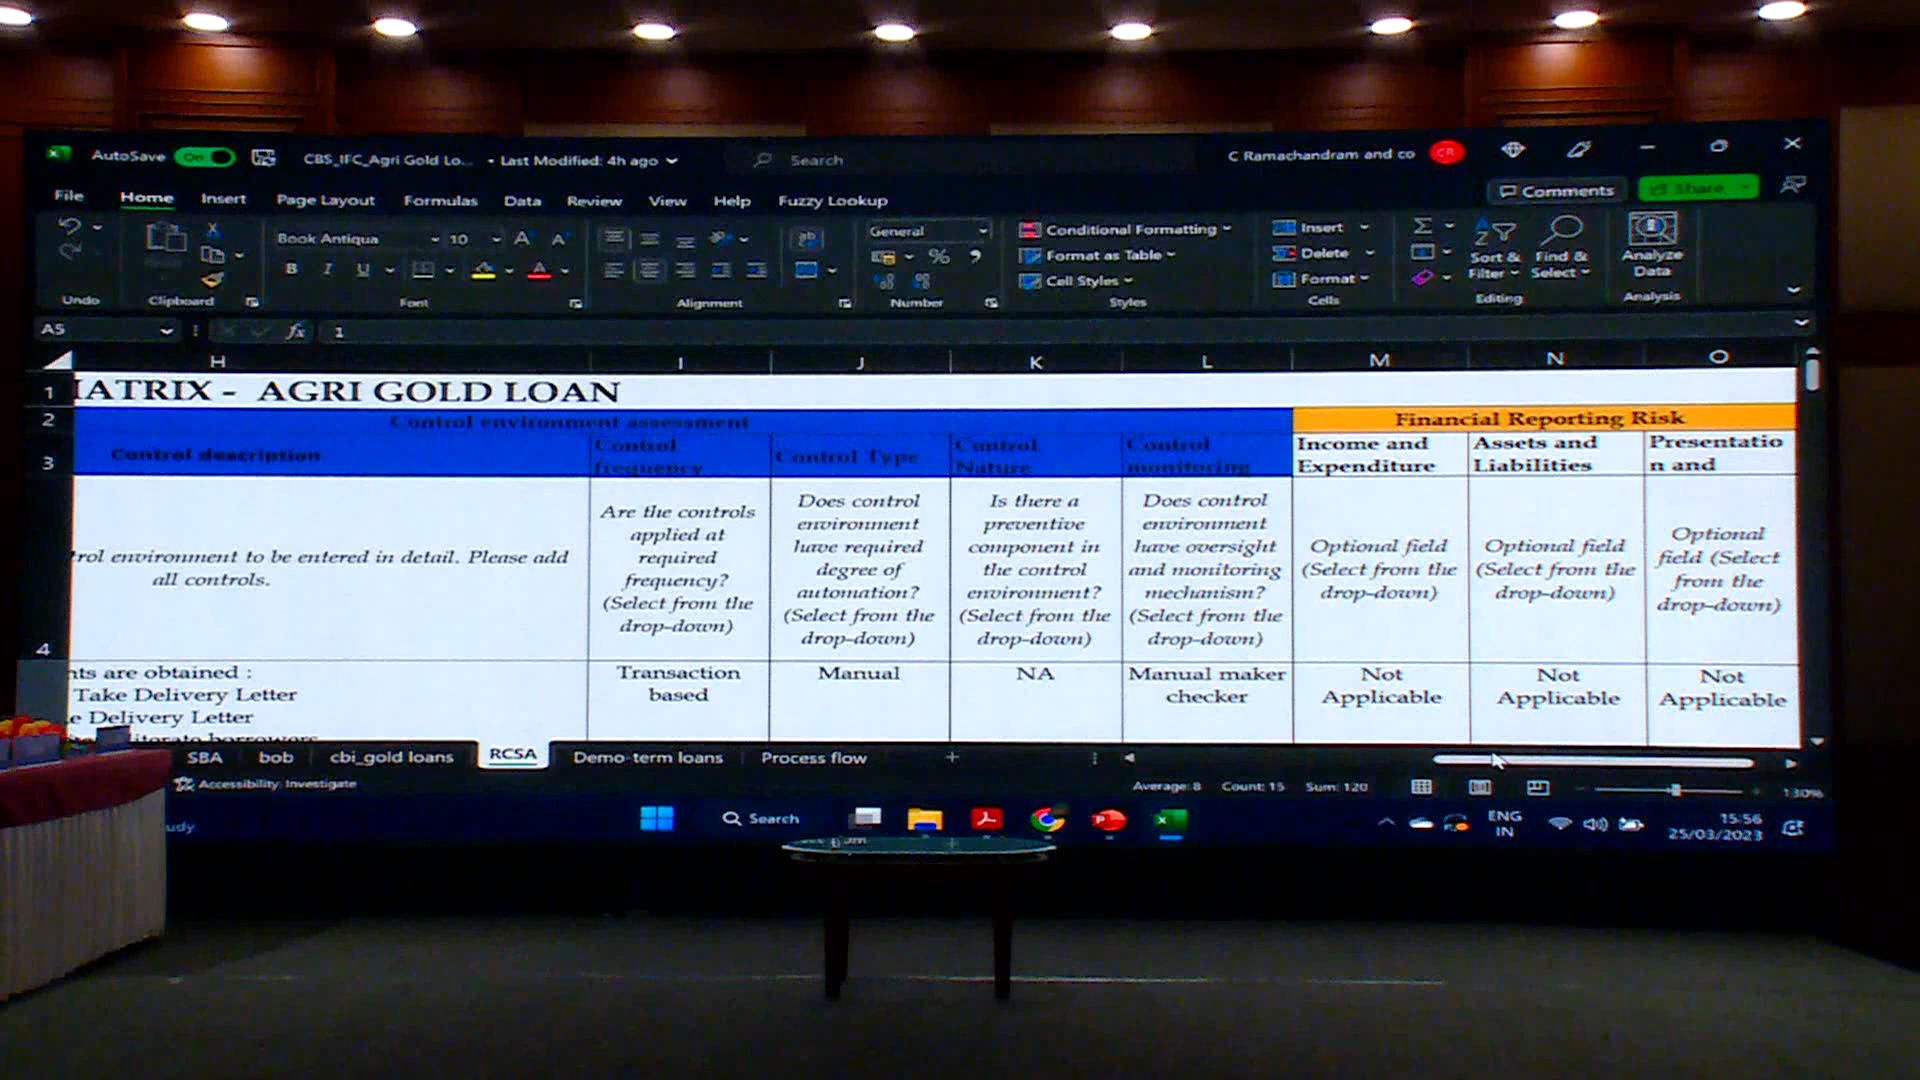 AutoSave On CBS_IFC_Agri Gold Lo... • Last Modified: 4h ago Search C Ramachandram and co CR
File Home Insert Page Layout Formulas Data Review View Help Fuzzy Lookup Comments Share
Book Antiqua 10 A A General Conditional Formatting Insert Σ
Format as Table Delete Sort & Find & Analyze
B I U A % Cell Styles Format Filter Select Data
Undo Clipboard Font Alignment Number Styles Cells Editing Analysis
A5 fx 1
H I J K L M N O
1 IATRIX - AGRI GOLD LOAN
2 Control environment assessment Financial Reporting Risk
3 Control description
Control
frequency
Control Type
Control
Nature
Control
monitoring
Income and
Expenditure
Assets and
Liabilities
Presentatio
n and
4
rol environment to be entered in detail. Please add
all controls.
Are the controls
applied at
required
frequency?
(Select from the
drop-down)
Does control
environment
have required
degree of
automation?
(Select from the
drop-down)
Is there a
preventive
component in
the control
environment?
(Select from the
drop-down)
Does control
environment
have oversight
and monitoring
mechanism?
(Select from the
drop-down)
Optional field
(Select from the
drop-down)
Optional field
(Select from the
drop-down)
Optional
field (Select
from the
drop-down)
nts are obtained :
Take Delivery Letter
e Delivery Letter
Transaction
based
Manual
NA
Manual maker
checker
Not
Applicable
Not
Applicable
Not
Applicable
SBA bob cbi_gold loans RCSA Demo-term loans Process flow +
Accessibility: Investigate Average: 8 Count: 15 Sum: 120 130%
udy Search ENG
IN
15:56
25/03/2023